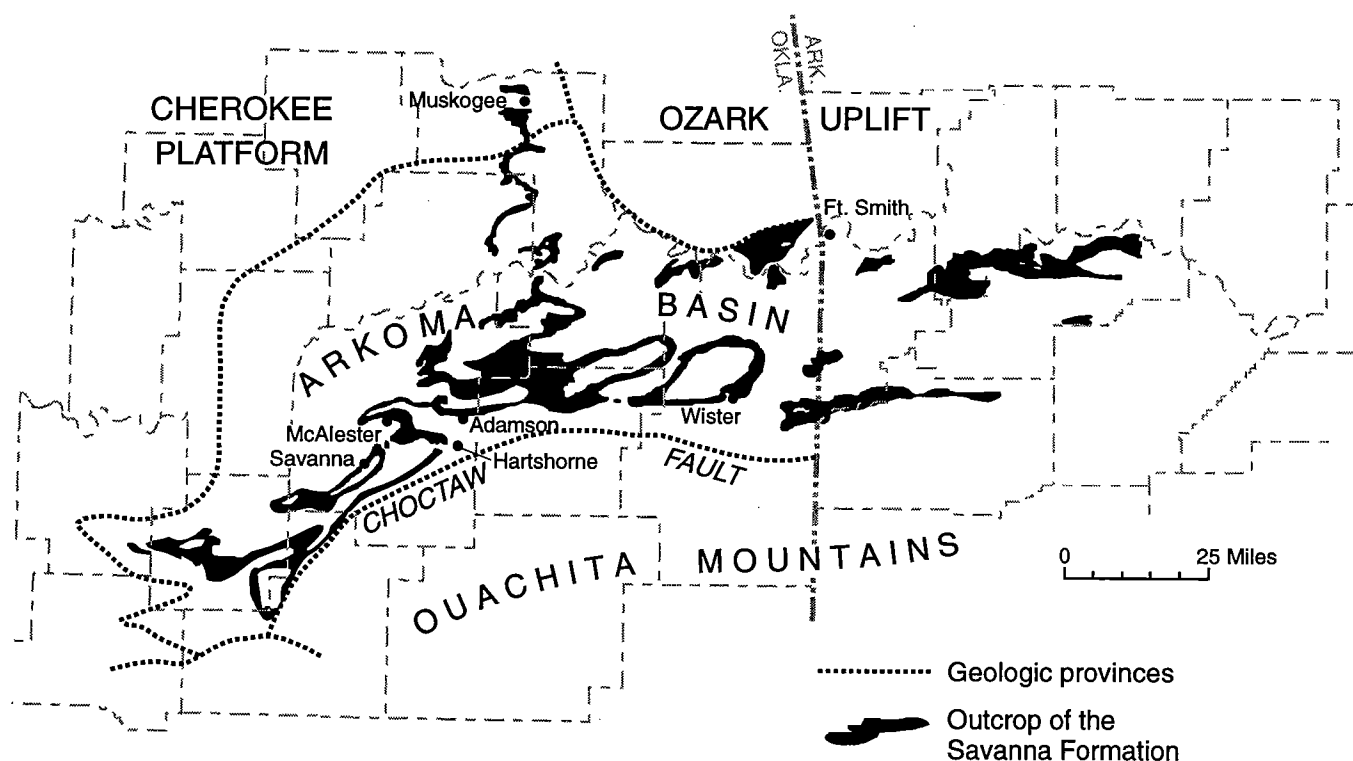 ARK.
OKLA.
CHEROKEE
PLATFORM
Muskogee
OZARK
UPLIFT
Ft. Smith
ARKOMA
BASIN
McAlester
Adamson
Wister
Savanna
Hartshorne
CHOCTAW
FAULT
OUACHITA
MOUNTAINS
0 25 Miles
Geologic provinces
Outcrop of the
Savanna Formation